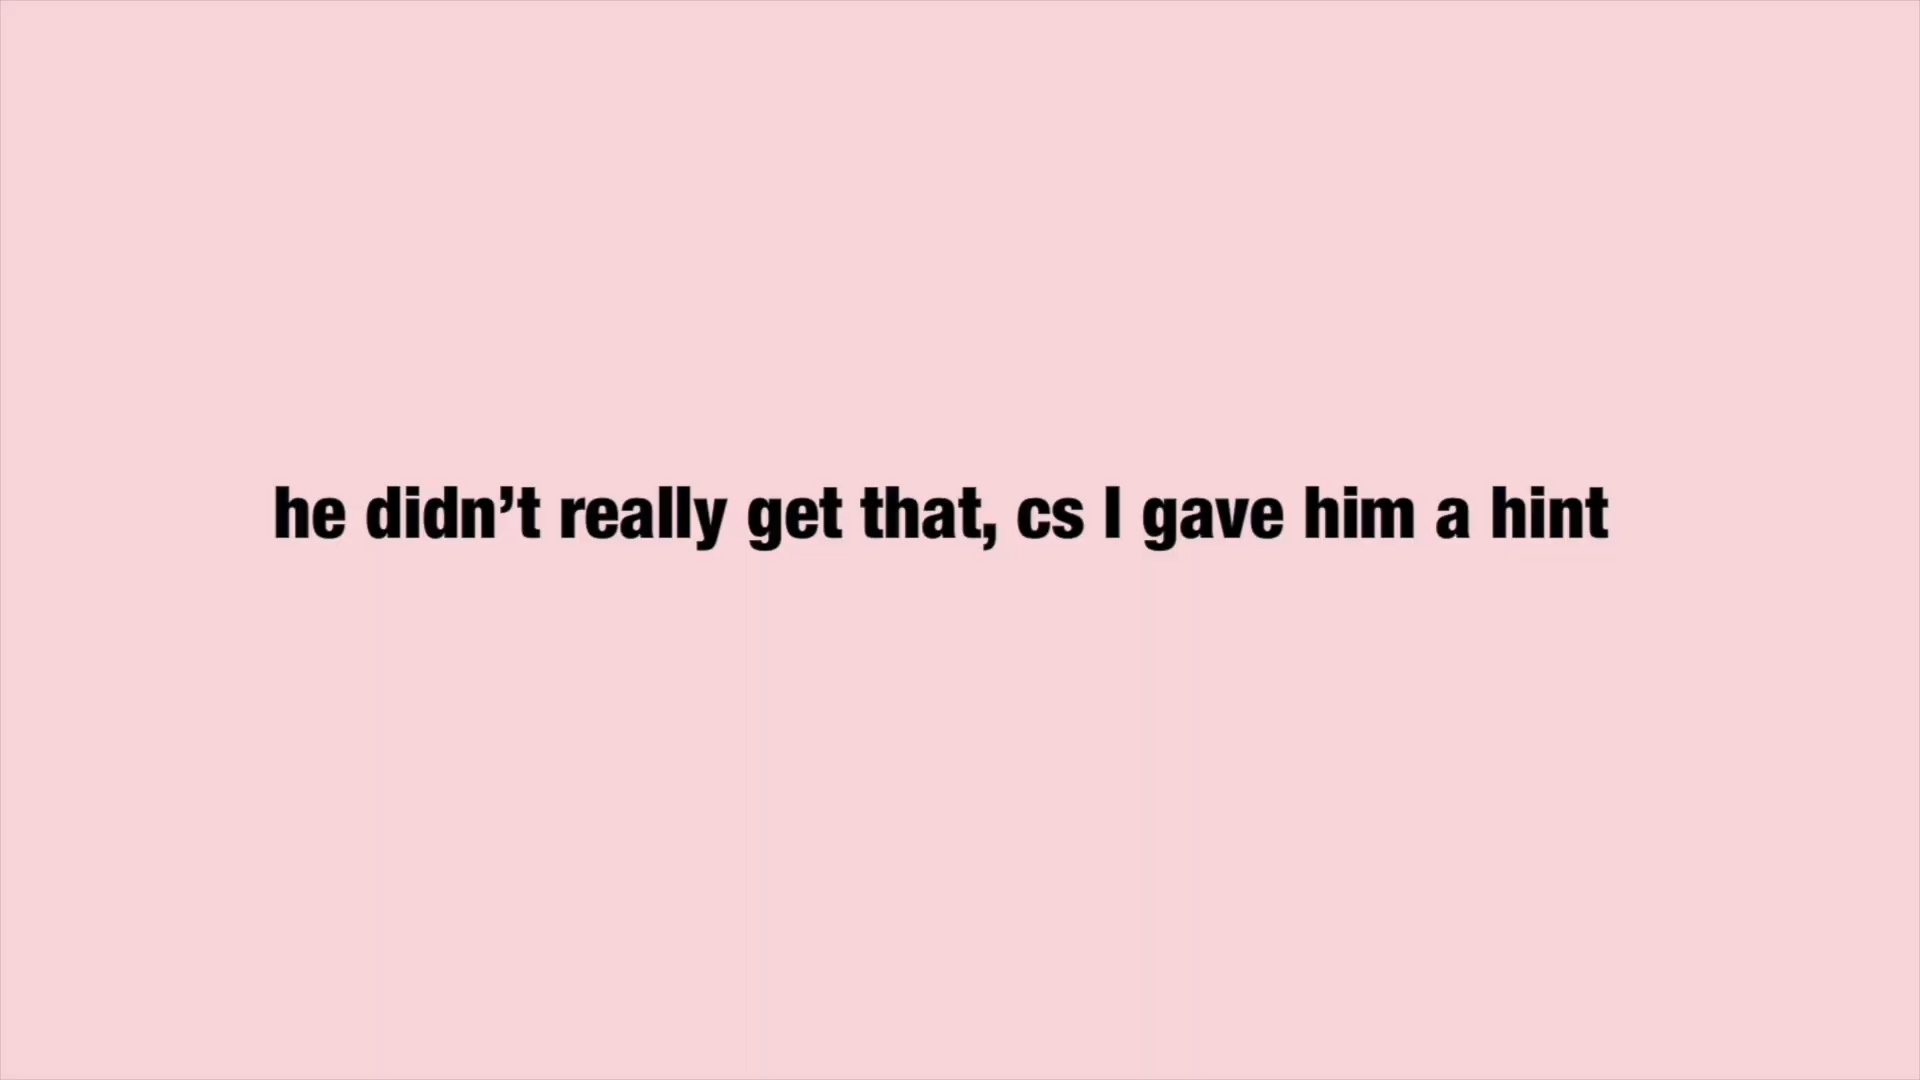 he didn’t really get that, cs I gave him a hint